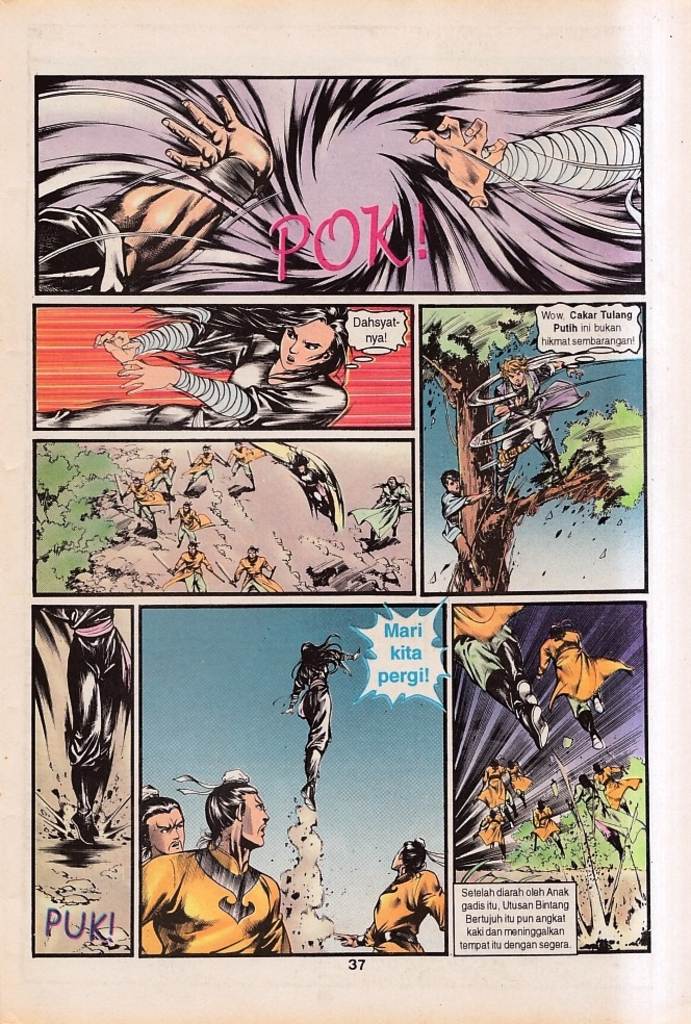 POK!
Dahsyat-
nya!
Wow, Cakar Tulang
Putih ini bukan
hikmat sembarangan!
PUK!
Mari
kita
pergi!
Setelah diarah oleh Anak
gadis itu, Utusan Bintang
Bertujuh itu pun angkat
kaki dan meninggalkan
tempat itu dengan segera.
37